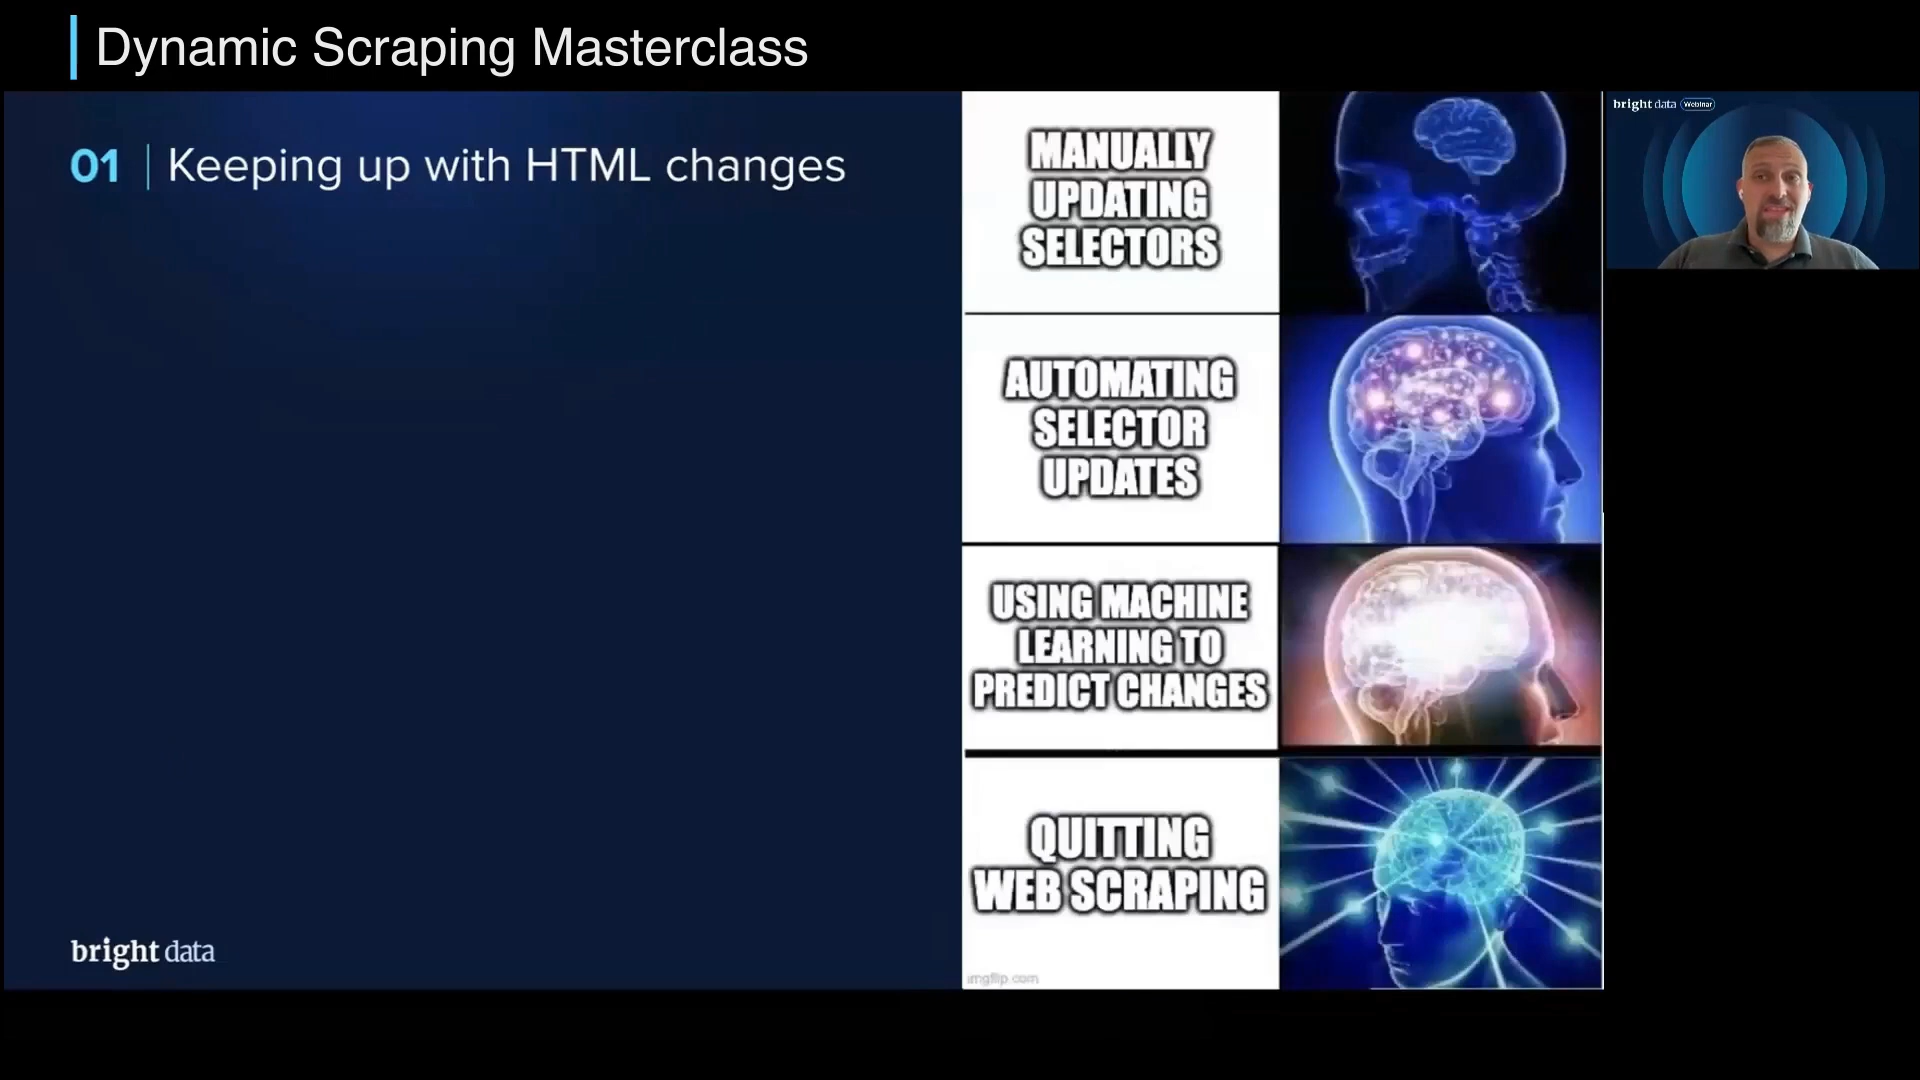 Dynamic Scraping Masterclass
01 | Keeping up with HTML changes
MANUALLY
UPDATING
SELECTORS
AUTOMATING
SELECTOR
UPDATES
USING MACHINE
LEARNING TO
PREDICT CHANGES
QUITTING
WEB SCRAPING
imgflip.com
bright data
bright data Webinar